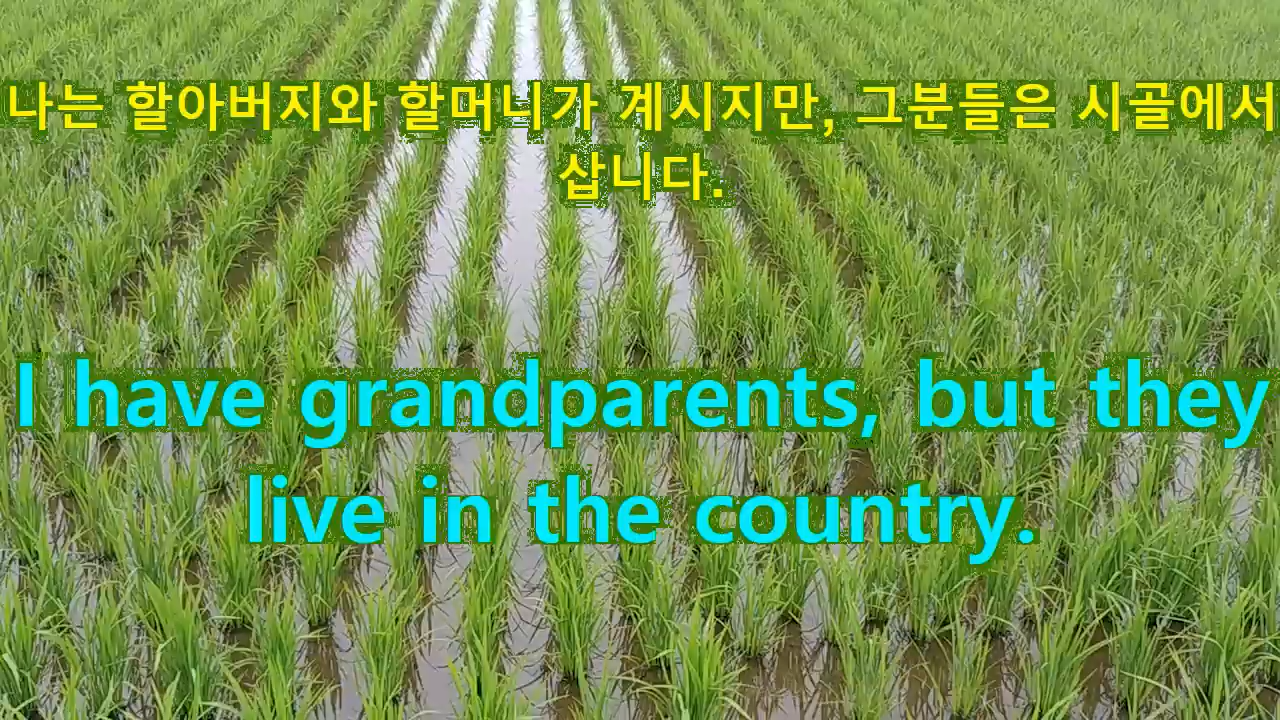 나는 할아버지와 할머니가 계시지만, 그분들은 시골에서
삽니다.
I have grandparents, but they
live in the country.